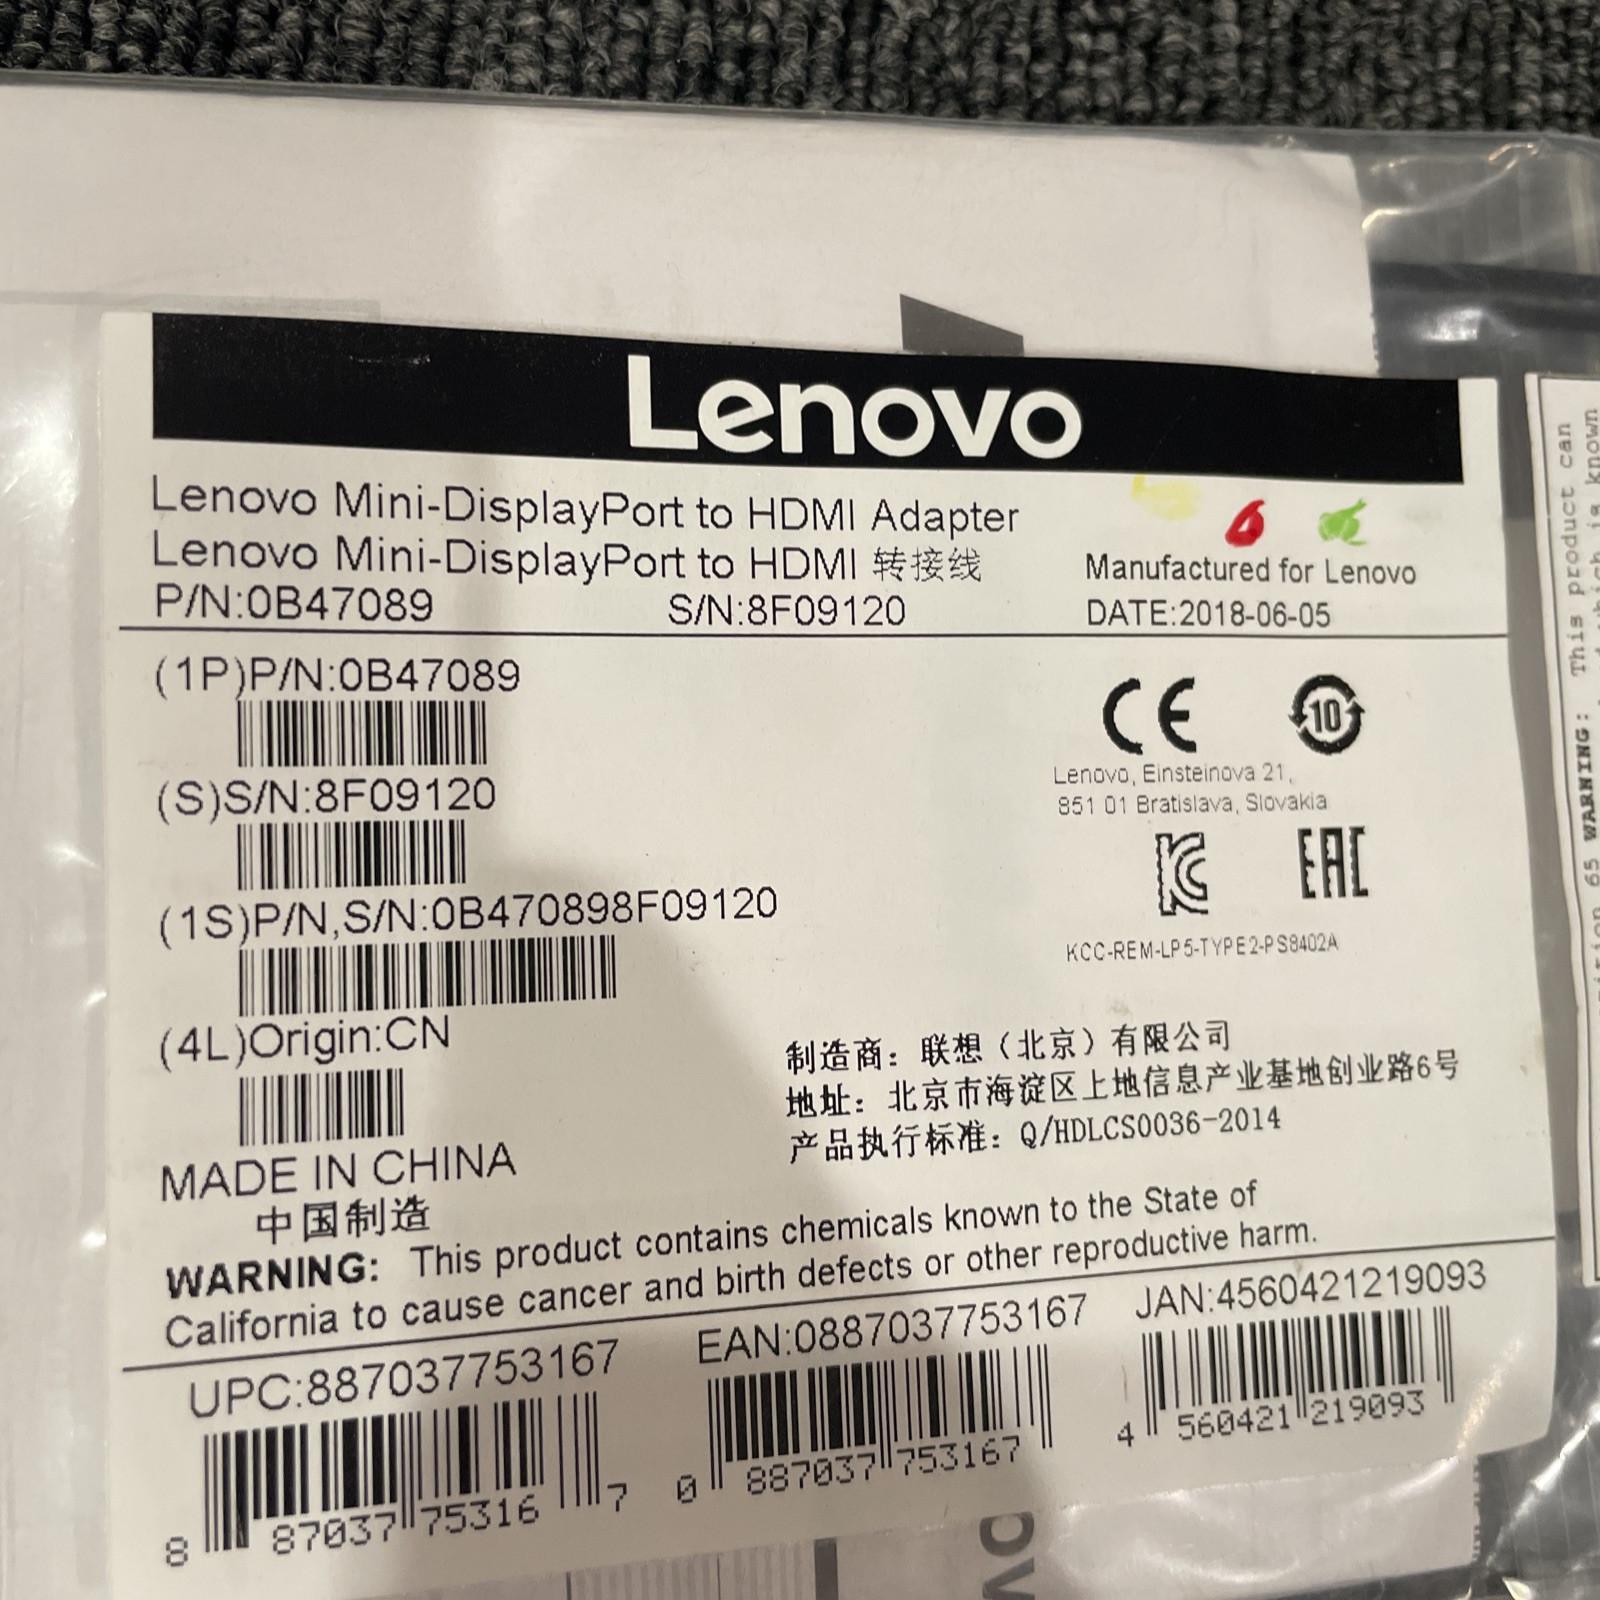 Lenovo
Lenovo Mini-DisplayPort to HDMI Adapter
Lenovo Mini-DisplayPort to HDMI 转接线
P/N:0B47089 S/N:8F09120
Manufactured for Lenovo
DATE:2018-06-05
(1P)P/N:0B47089
(S)S/N:8F09120
(1S)P/N,S/N:0B470898F09120
(4L)Origin:CN
MADE IN CHINA
中国制造
CE
10
Lenovo, Einsteinova 21,
851 01 Bratislava, Slovakia
KC EAC
KCC-REM-LP5-TYPE2-PS8402A
制造商：联想（北京）有限公司
地址：北京市海淀区上地信息产业基地创业路6号
产品执行标准：Q/HDLCS0036-2014
WARNING: This product contains chemicals known to the State of
California to cause cancer and birth defects or other reproductive harm.
UPC:887037753167
8 87037 75316 7
EAN:0887037753167
0 887037 753167
JAN:4560421219093
4 560421 219093
65 WARNING: This product can
which is known